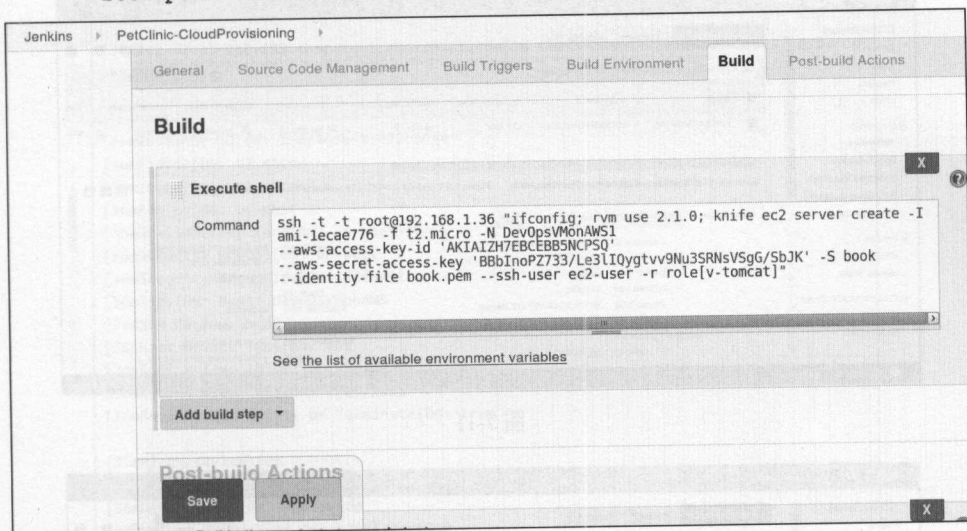 Jenkins PetClinic-CloudProvisioning
General Source Code Management Build Triggers Build Environment Build Post-build Actions
Build
X
Execute shell
Command
ssh -t -t root@192.168.1.36 "ifconfig; rvm use 2.1.0; knife ec2 server create -I
ami-1ecae776 -f t2.micro -N DevOpsVMonAWS1
--aws-access-key-id 'AKIAIZH7EBCEBB5NCPSQ'
--aws-secret-access-key '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' -S book
--identity-file book.pem --ssh-user ec2-user -r role[v-tomcat]"
See the list of available environment variables
Add build step
Post-build Actions
Save Apply
X